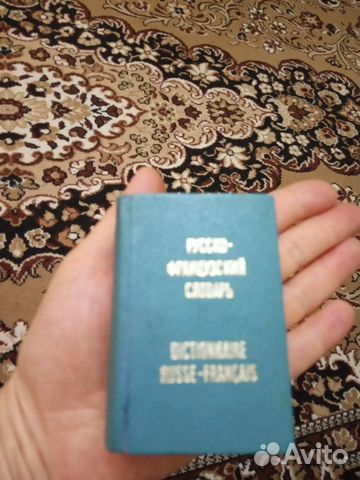 РУССКО-
ФРАНЦУЗСКИЙ
СЛОВАРЬ
DICTIONNAIRE
RUSSE-FRANÇAIS
Avito